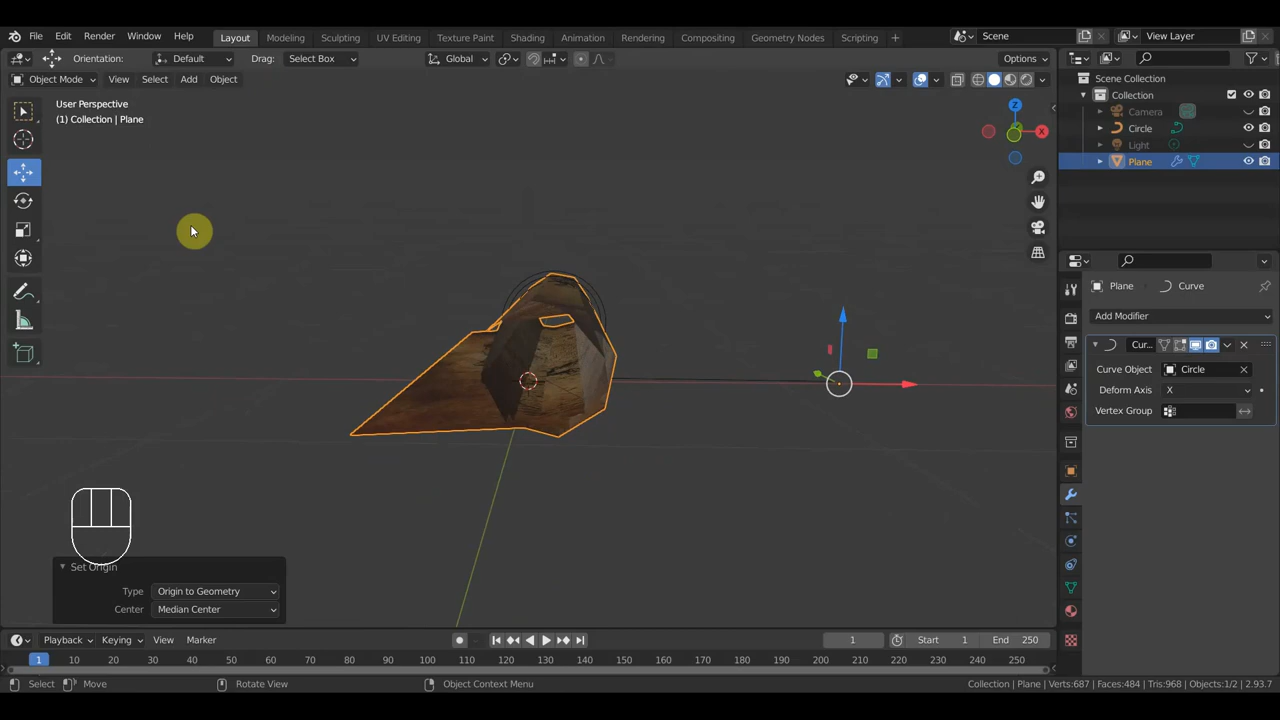 File Edit Render Window Help Layout Modeling Sculpting UV Editing Texture Paint Shading Animation Rendering Compositing Geometry Nodes Scripting + Scene View Layer
Orientation: Default Drag: Select Box Global Options
Object Mode View Select Add Object
Scene Collection
Collection
Camera
Circle
Light
Plane
User Perspective
(1) Collection | Plane
Z
X
Plane Curve
Add Modifier
Cur...
Curve Object Circle
Deform Axis X
Vertex Group
Set Origin
Type Origin to Geometry
Center Median Center
Playback Keying View Marker 1 Start 1 End 250
1 10 20 30 40 50 60 70 80 90 100 110 120 130 140 150 160 170 180 190 200 210 220 230 240 250
Select Move Rotate View Object Context Menu Collection | Plane | Verts:687 | Faces:484 | Tris:968 | Objects:1/2 | 2.93.7